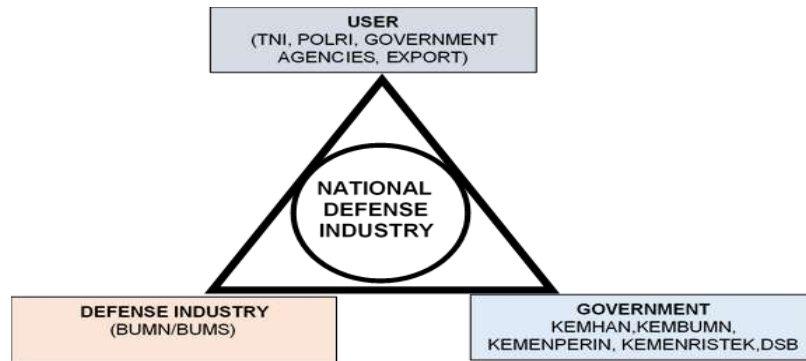 USER
(TNI, POLRI, GOVERNMENT
AGENCIES, EXPORT)
NATIONAL
DEFENSE
INDUSTRY
DEFENSE INDUSTRY
(BUMN/BUMS)
GOVERNMENT
KEMHAN,KEMBUMN,
KEMENPERIN, KEMENRISTEK,DSB